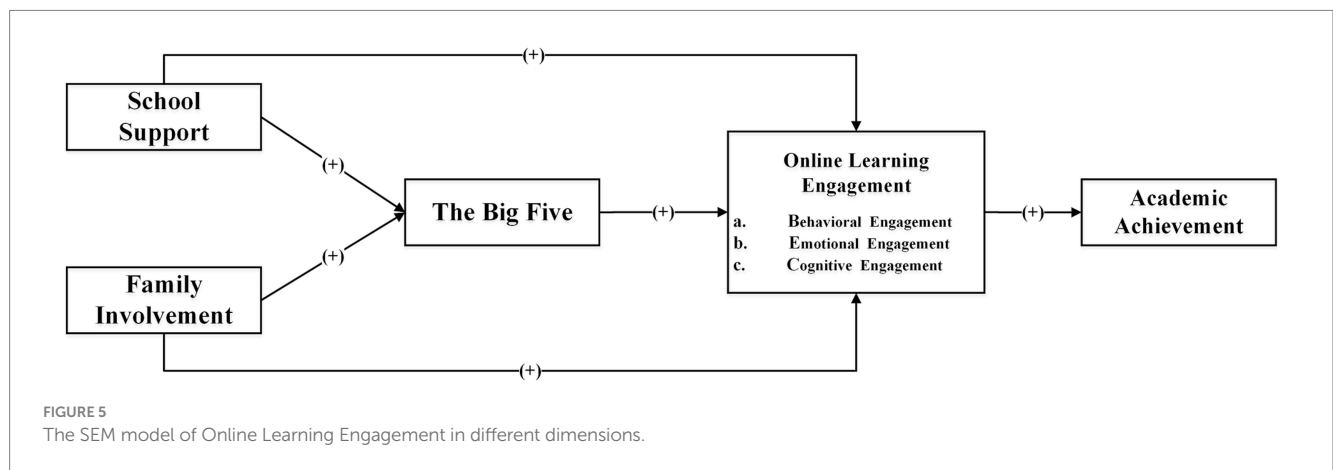 (+)
School
Support
(+)
The Big Five
(+)
Online Learning
Engagement
a. Behavioral Engagement
b. Emotional Engagement
c. Cognitive Engagement
(+)
Academic
Achievement
(+)
Family
Involvement
(+)
FIGURE 5
The SEM model of Online Learning Engagement in different dimensions.